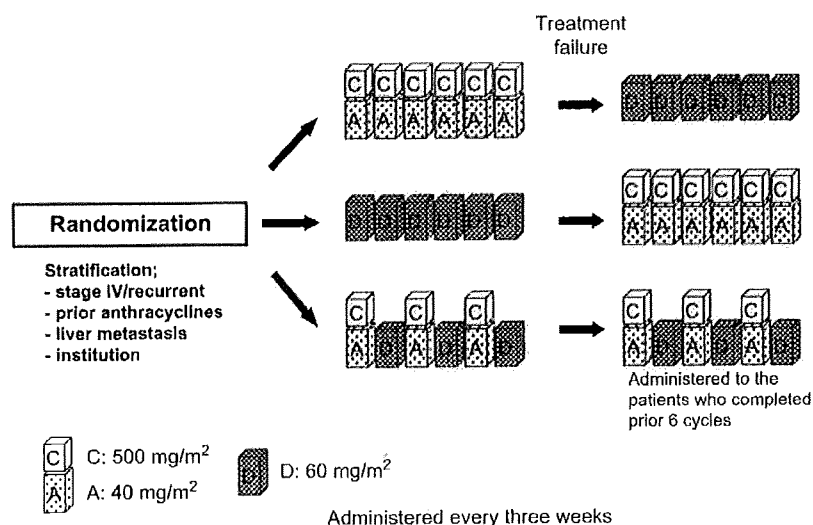 Treatment
failure
C C C C C C
A A A A A A
D D D D D D
Randomization
D D D D D D
C C C C C C
A A A A A A
Stratification;
- stage IV/recurrent
- prior anthracyclines
- liver metastasis
- institution
C C C
A D A D A D
C C C
A D A D A D
Administered to the
patients who completed
prior 6 cycles
C C: 500 mg/m²
A A: 40 mg/m²
D D: 60 mg/m²
Administered every three weeks